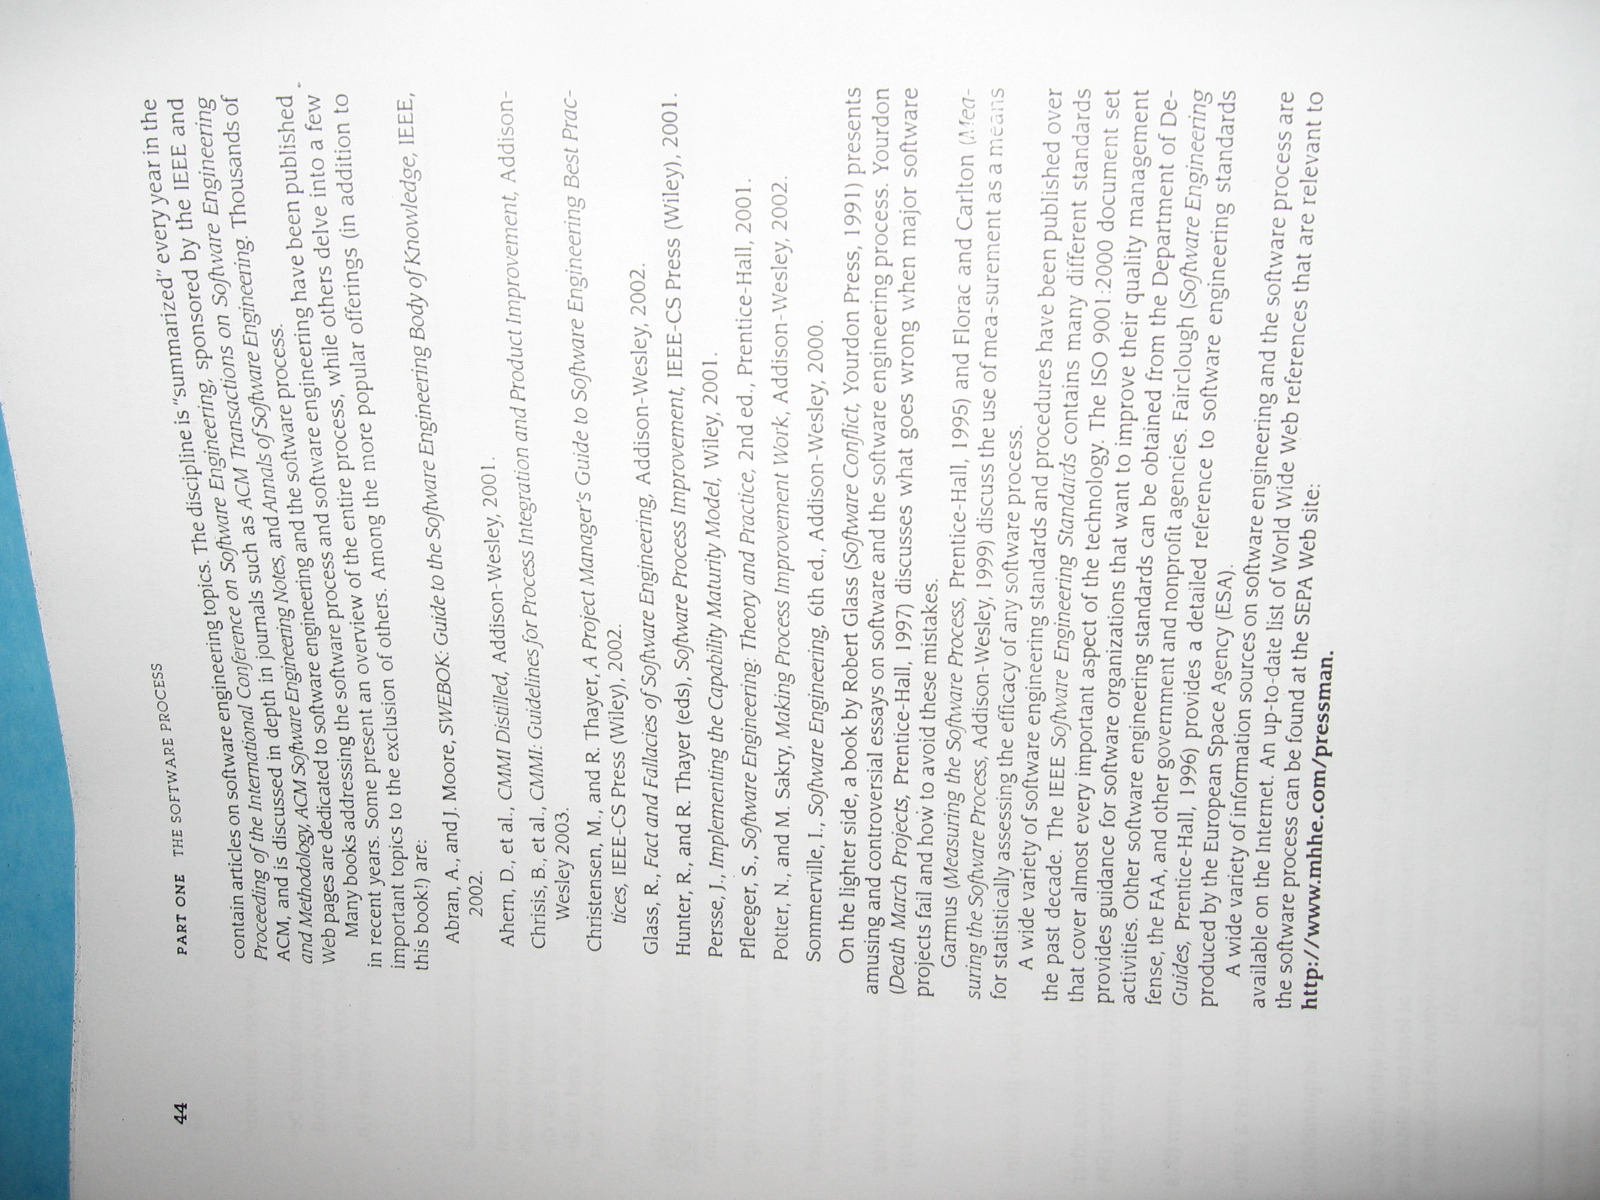 44
PART ONE THE SOFTWARE PROCESS
contain articles on software engineering topics. The discipline is "summarized" every year in the
Proceeding of the International Conference on Software Engineering, sponsored by the IEEE and
ACM, and is discussed in depth in journals such as ACM Transactions on Software Engineering
and Methodology, ACM Software Engineering Notes, and Annals of Software Engineering. Thousands of
Web pages are dedicated to software engineering and the software process.
Many books addressing the software process and software engineering have been published
in recent years. Some present an overview of the entire process, while others delve into a few
important topics to the exclusion of others. Among the more popular offerings (in addition to
this book!) are:
Abran, A., and J. Moore, SWEBOK: Guide to the Software Engineering Body of Knowledge, IEEE,
2002.
Ahern, D., et al., CMMI Distilled, Addison-Wesley, 2001.
Chrisis, B., et al., CMMI: Guidelines for Process Integration and Product Improvement, Addison-
Wesley 2003.
Christensen, M., and R. Thayer, A Project Manager's Guide to Software Engineering Best Prac-
tices, IEEE-CS Press (Wiley), 2002.
Glass, R., Fact and Fallacies of Software Engineering, Addison-Wesley, 2002.
Hunter, R., and R. Thayer (eds), Software Process Improvement, IEEE-CS Press (Wiley), 2001.
Persse, J., Implementing the Capability Maturity Model, Wiley, 2001.
Pfleeger, S., Software Engineering: Theory and Practice, 2nd ed., Prentice-Hall, 2001.
Potter, N., and M. Sakry, Making Process Improvement Work, Addison-Wesley, 2002.
Sommerville, I., Software Engineering, 6th ed., Addison-Wesley, 2000.
On the lighter side, a book by Robert Glass (Software Conflict, Yourdon Press, 1991) presents
amusing and controversial essays on software and the software engineering process. Yourdon
(Death March Projects, Prentice-Hall, 1997) discusses what goes wrong when major software
projects fail and how to avoid these mistakes.
Garmus (Measuring the Software Process, Prentice-Hall, 1995) and Florac and Carlton (Mea-
suring the Software Process, Addison-Wesley, 1999) discuss the use of mea-surement as a means
for statistically assessing the efficacy of any software process.
A wide variety of software engineering standards and procedures have been published over
the past decade. The IEEE Software Engineering Standards contains many different standards
that cover almost every important aspect of the technology. The ISO 9001:2000 document set
provides guidance for software organizations that want to improve their quality management
activities. Other software engineering standards can be obtained from the Department of De-
fense, the FAA, and other government and nonprofit agencies. Fairclough (Software Engineering
Guides, Prentice-Hall, 1996) provides a detailed reference to software engineering standards
produced by the European Space Agency (ESA).
A wide variety of information sources on software engineering and the software process are
available on the Internet. An up-to-date list of World Wide Web references that are relevant to
the software process can be found at the SEPA Web site:
http://www.mhhe.com/pressman.